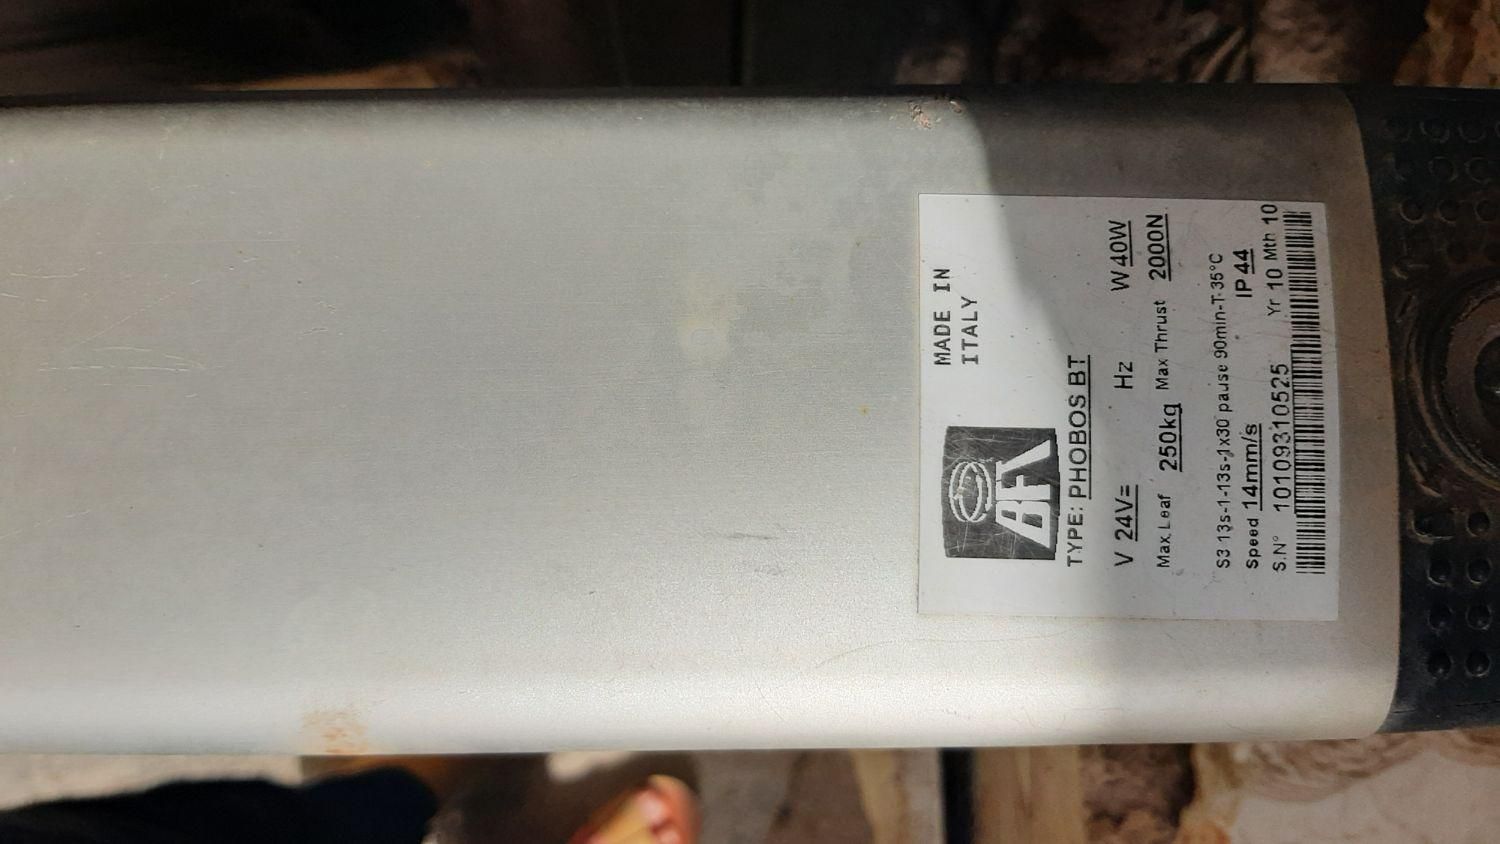 MADE IN
ITALY
BFT
TYPE: PHOBOS BT
V 24V= Hz W 40W
Max. Leaf 250kg Max Thrust 2000N
S3 13s-1-13s-1x30 pause 90min-T 35°C
Speed 14mm/s IP 44
S.N° 10109310525 Yr 10 Mth 10